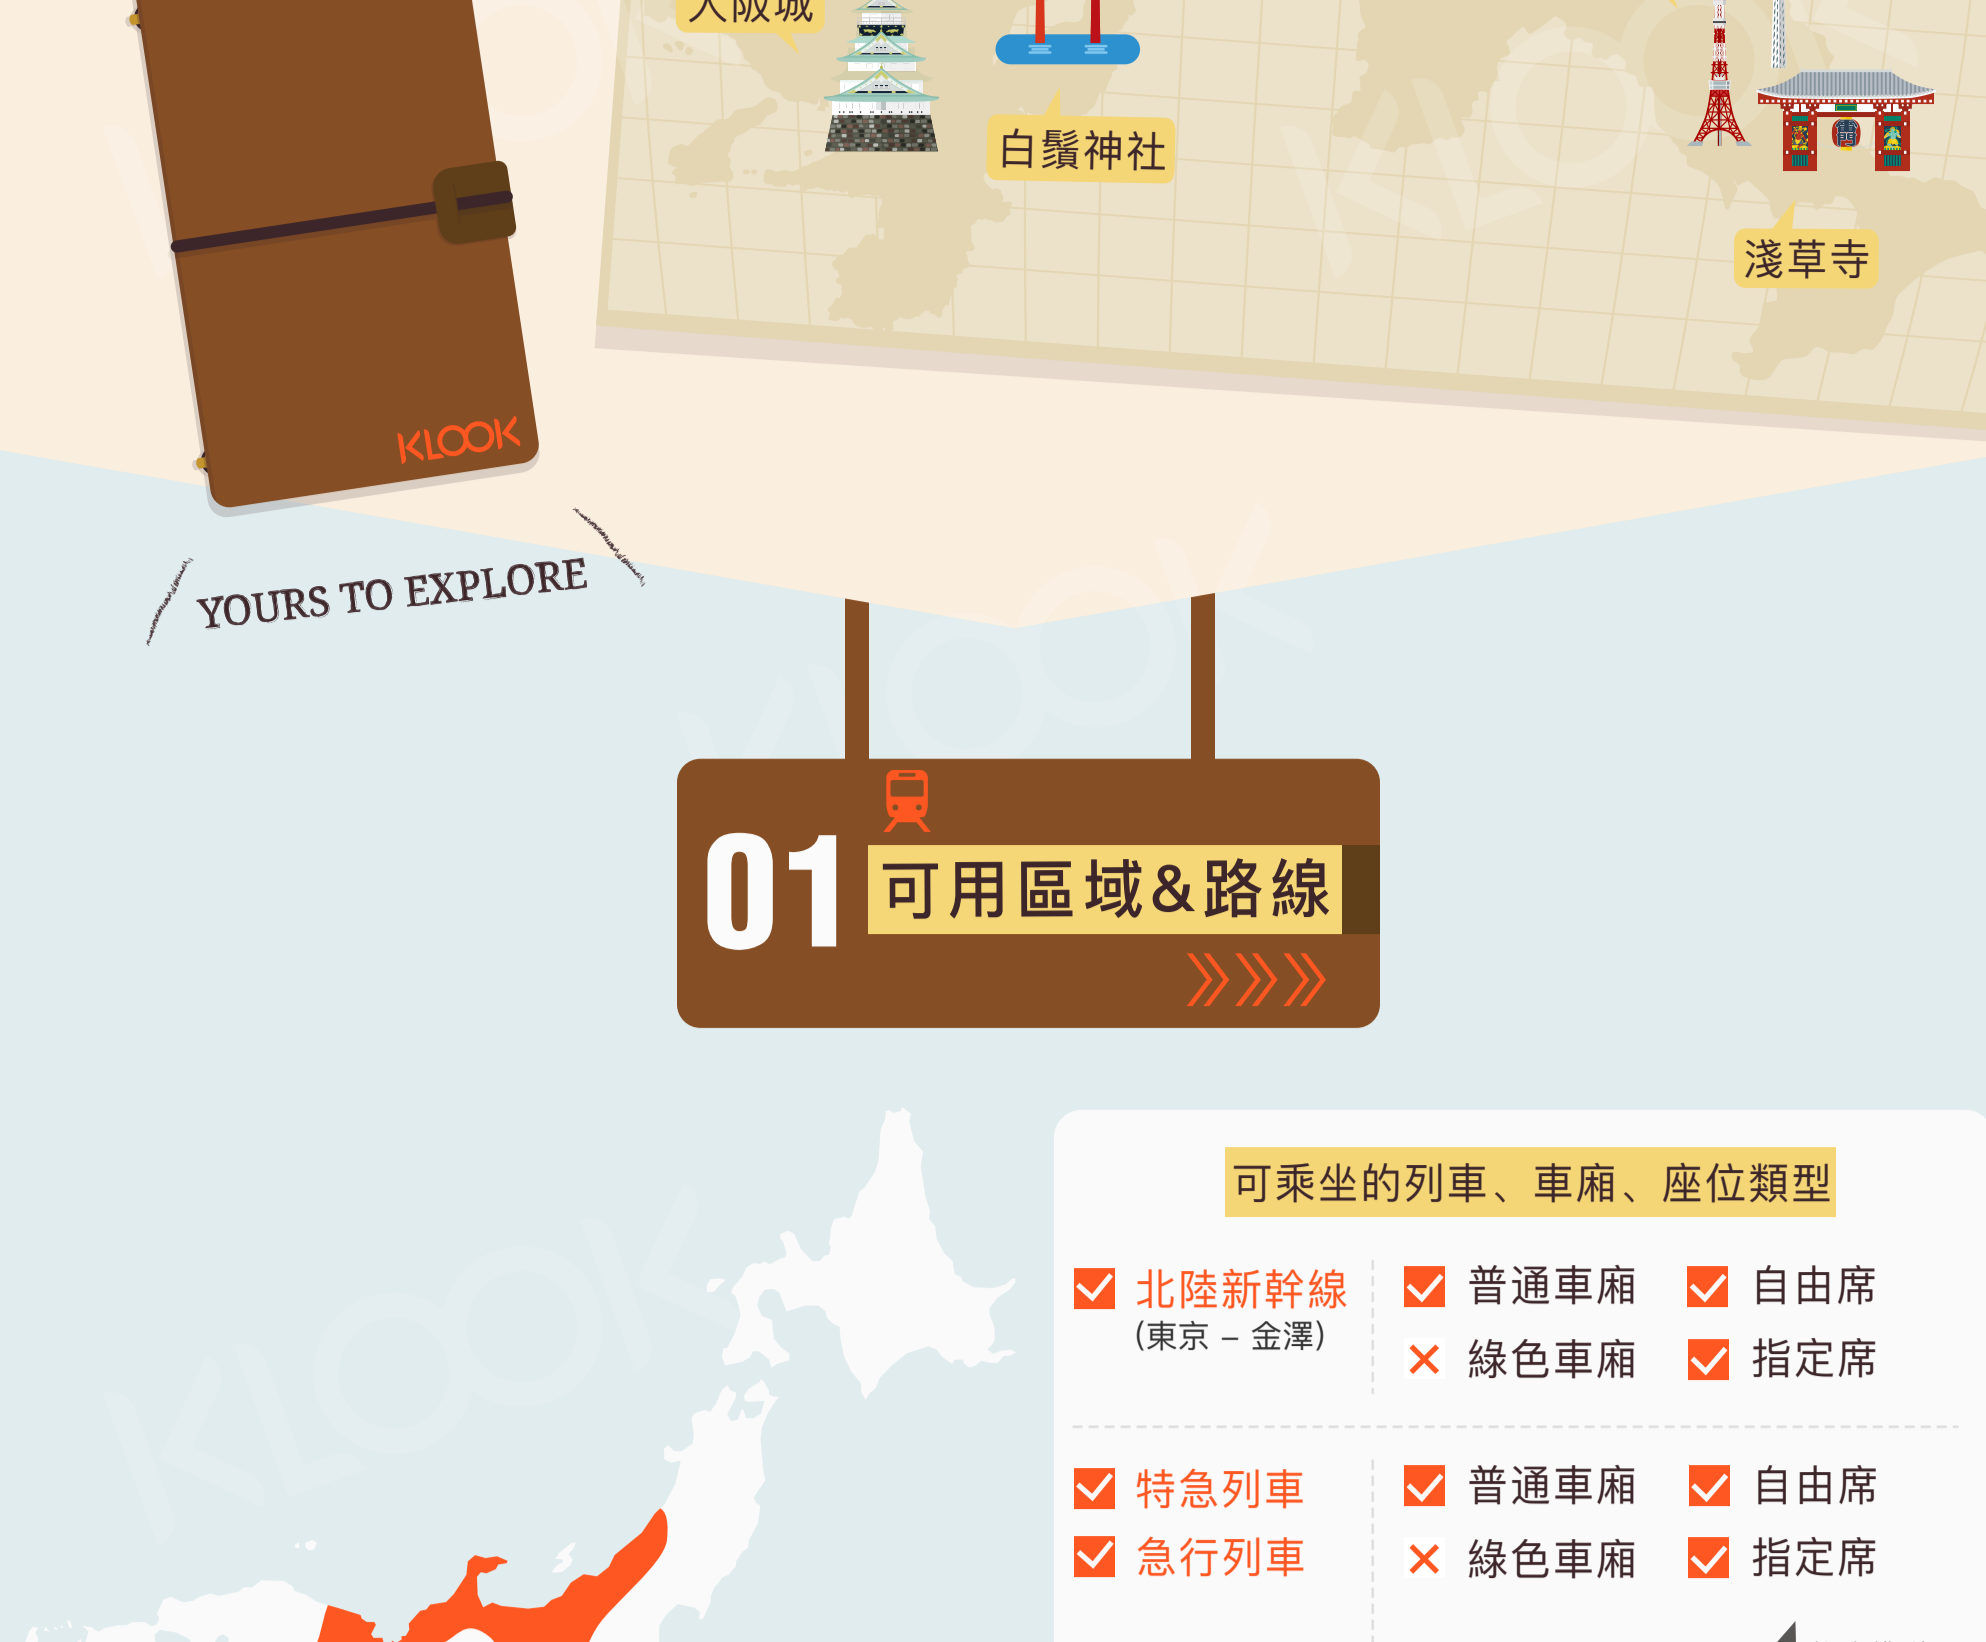 大阪城
白鬚神社
淺草寺
KLOOK
YOURS TO EXPLORE
01
可用區域&路線
可乘坐的列車、車廂、座位類型
北陸新幹線
(東京 – 金澤)
普通車廂
自由席
綠色車廂
指定席
特急列車
急行列車
普通車廂
自由席
綠色車廂
指定席
KLOOK
KLOOK